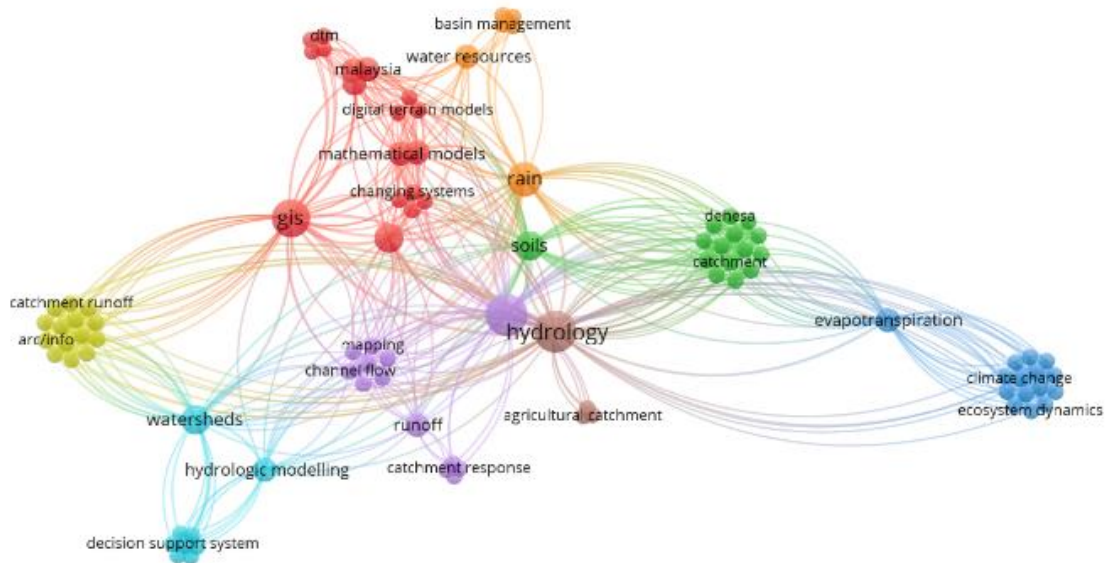 basin management
dtm
water resources
malaysia
digital terrain models
mathematical models
rain
changing systems
gis
denesa
soils
catchment
catchment runoff
evapotranspiration
hydrology
arc/info
mapping
channel flow
climate change
ecosystem dynamics
agricultural catchment
watersheds
runoff
catchment response
hydrologic modelling
decision support system